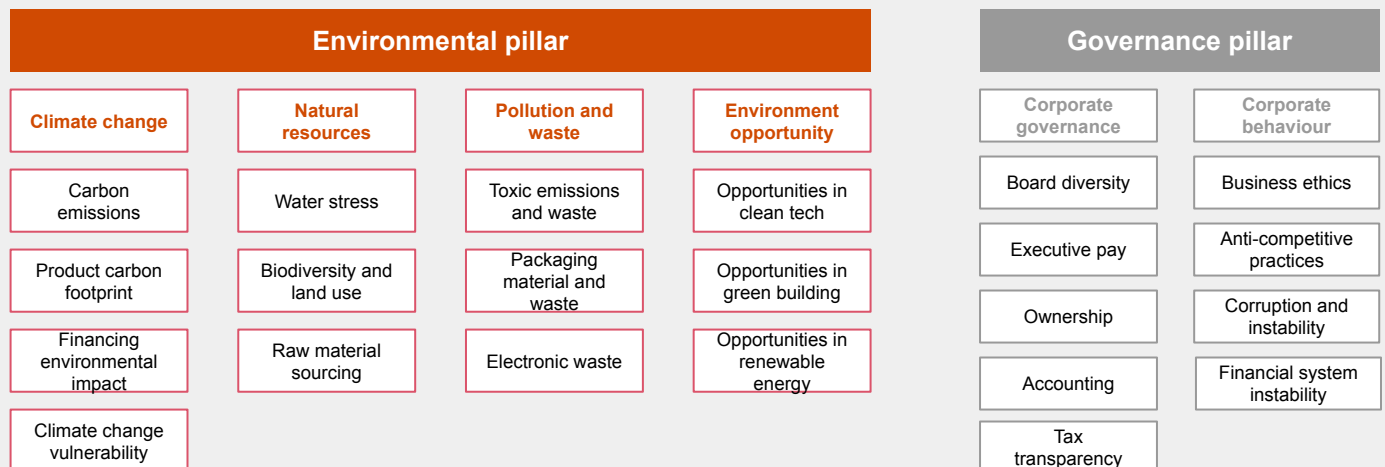 Environmental pillar
Climate change
Carbon
emissions
Product carbon
footprint
Financing
environmental
impact
Climate change
vulnerability
Natural
resources
Water stress
Biodiversity and
land use
Raw material
sourcing
Pollution and
waste
Toxic emissions
and waste
Packaging
material and
waste
Electronic waste
Environment
opportunity
Opportunities in
clean tech
Opportunities in
green building
Opportunities in
renewable
energy
Governance pillar
Corporate
governance
Board diversity
Executive pay
Ownership
Accounting
Tax
transparency
Corporate
behaviour
Business ethics
Anti-competitive
practices
Corruption and
instability
Financial system
instability